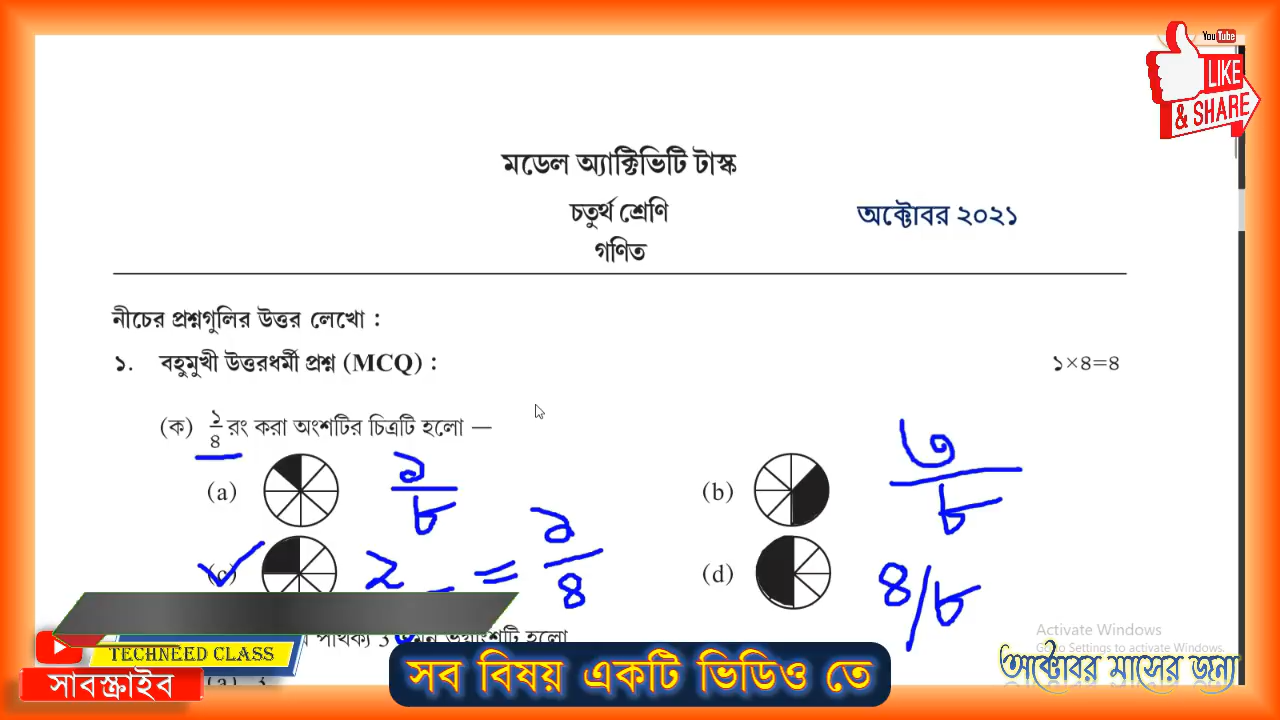 YouTube
LIKE
& SHARE
মডেল অ্যাক্টিভিটি টাস্ক
চতুর্থ শ্রেণি
অক্টোবর ২০২১
গণিত
নীচের প্রশ্নগুলির উত্তর লেখো :
১. বহুমুখী উত্তরধর্মী প্রশ্ন (MCQ) : ১×৪=৪
(ক) ১/৪ রং করা অংশটির চিত্রটি হলো —
(a) ১/৮ (b) ৩/৮
(c) ২ = ১/৪ (d) ৪/৮
পার্থক্য 3 এমন ভগ্নাংশটি হলো
Activate Windows
Go to Settings to activate Windows.
TECHNEED CLASS
সাবস্ক্রাইব
সব বিষয় একটি ভিডিও তে
অক্টোবর মাসের জন্য
(a) 3